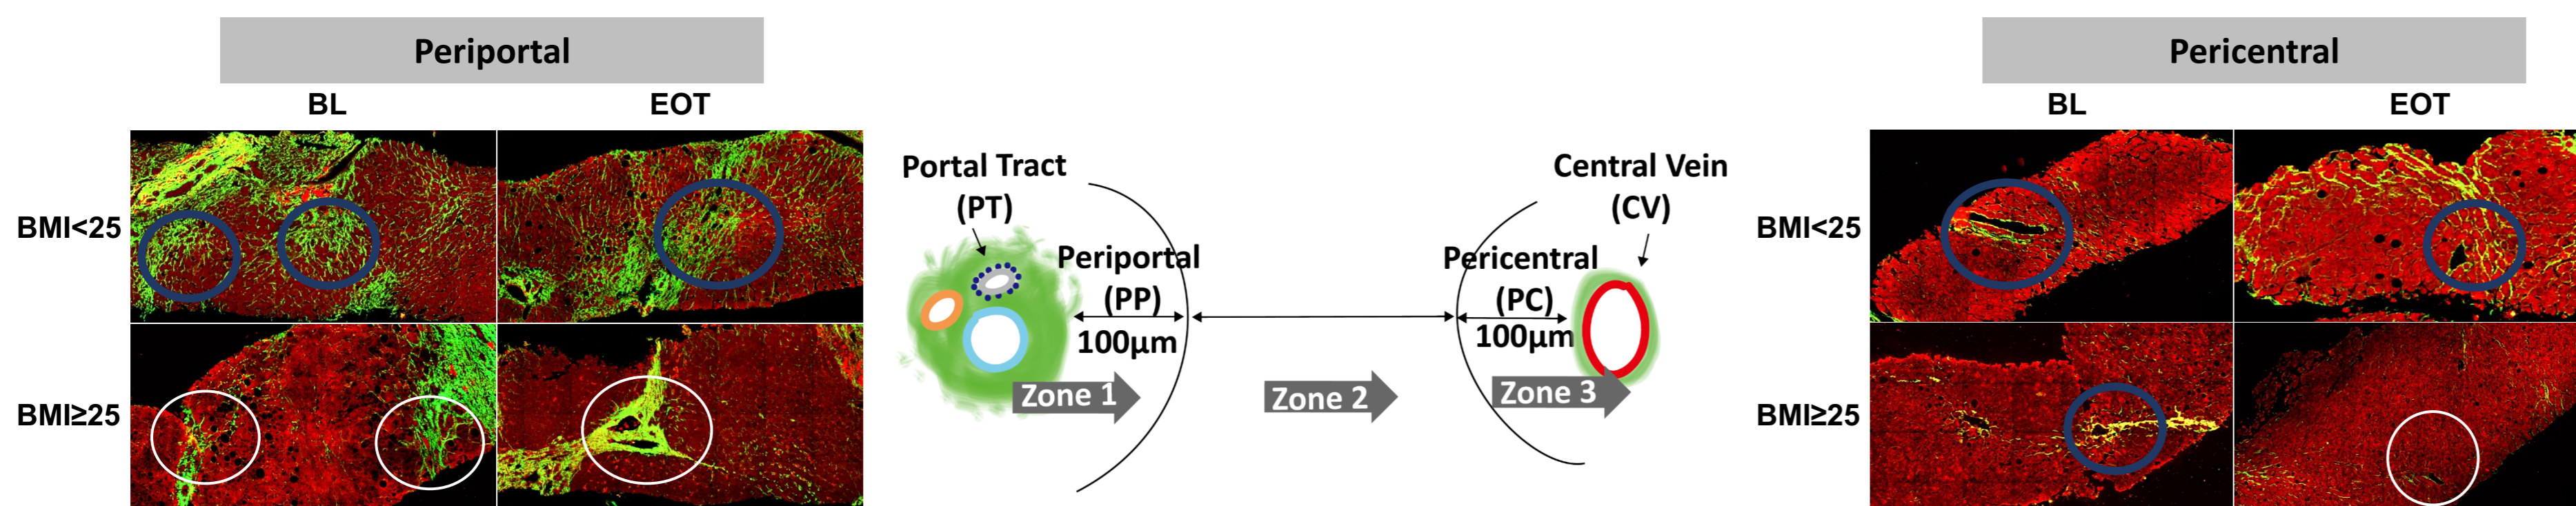 Periportal
BL
EOT
BMI<25
BMI≥25
Portal Tract
(PT)
Periportal
(PP)
100µm
Zone 1
Zone 2
Central Vein
(CV)
Pericentral
(PC)
100µm
Zone 3
Pericentral
BL
EOT
BMI<25
BMI≥25